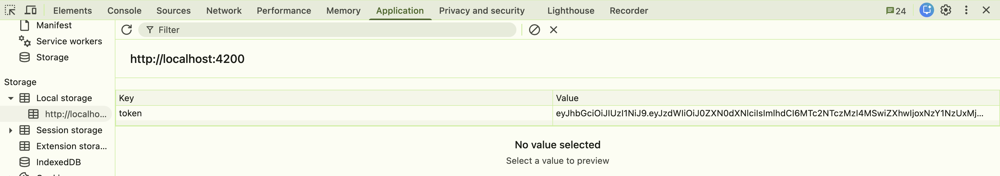 Elements Console Sources Network Performance Memory Application Privacy and security Lighthouse Recorder 24
Manifest
Filter
Service workers
Storage
http://localhost:4200
Storage
Local storage
Key Value
http://localho...
token eyJhbGciOiJIUzI1NiJ9.eyJzdWIiOiJ0ZXN0dXNlciIsImlhdCI6MTc2NTczMzI4MSwiZXhwIjoxNzY1NzUxMj...
Session storage
No value selected
Extension stora...
Select a value to preview
IndexedDB